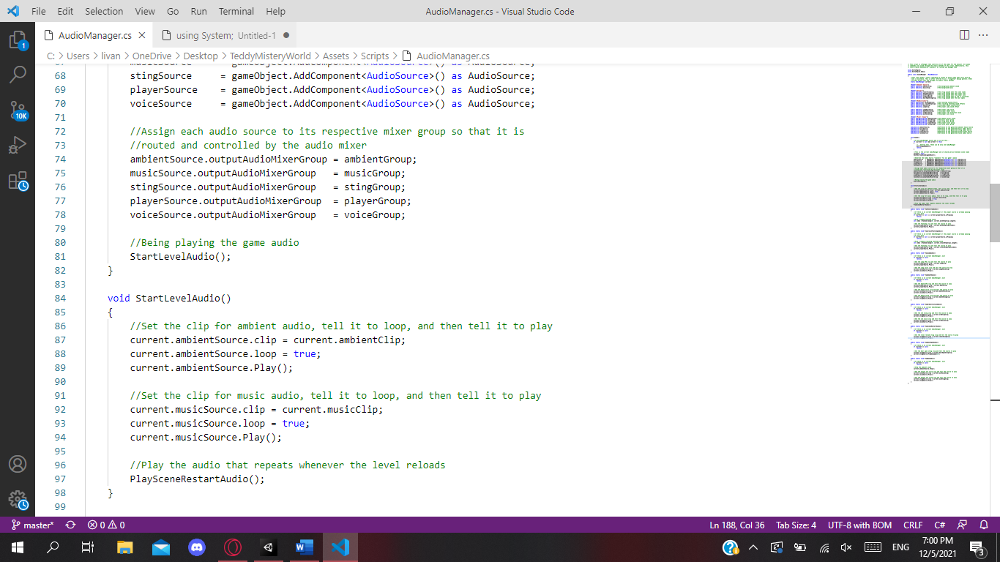 File Edit Selection View Go Run Terminal Help AudioManager.cs - Visual Studio Code
AudioManager.cs using System; Untitled-1
C: > Users > livan > OneDrive > Desktop > TeddyMisteryWorld > Assets > Scripts > AudioManager.cs
67 musicSource = gameObject.AddComponent<AudioSource>() as AudioSource;
68 stingSource = gameObject.AddComponent<AudioSource>() as AudioSource;
69 playerSource = gameObject.AddComponent<AudioSource>() as AudioSource;
70 voiceSource = gameObject.AddComponent<AudioSource>() as AudioSource;
71
72 //Assign each audio source to its respective mixer group so that it is
73 //routed and controlled by the audio mixer
74 ambientSource.outputAudioMixerGroup = ambientGroup;
75 musicSource.outputAudioMixerGroup = musicGroup;
76 stingSource.outputAudioMixerGroup = stingGroup;
77 playerSource.outputAudioMixerGroup = playerGroup;
78 voiceSource.outputAudioMixerGroup = voiceGroup;
79
80 //Being playing the game audio
81 StartLevelAudio();
82 }
83
84 void StartLevelAudio()
85 {
86 //Set the clip for ambient audio, tell it to loop, and then tell it to play
87 current.ambientSource.clip = current.ambientClip;
88 current.ambientSource.loop = true;
89 current.ambientSource.Play();
90
91 //Set the clip for music audio, tell it to loop, and then tell it to play
92 current.musicSource.clip = current.musicClip;
93 current.musicSource.loop = true;
94 current.musicSource.Play();
95
96 //Play the audio that repeats whenever the level reloads
97 PlaySceneRestartAudio();
98 }
99
1
10K
master* 0 0 Ln 188, Col 36 Tab Size: 4 UTF-8 with BOM CRLF C#
ENG 7:00 PM
12/5/2021 3